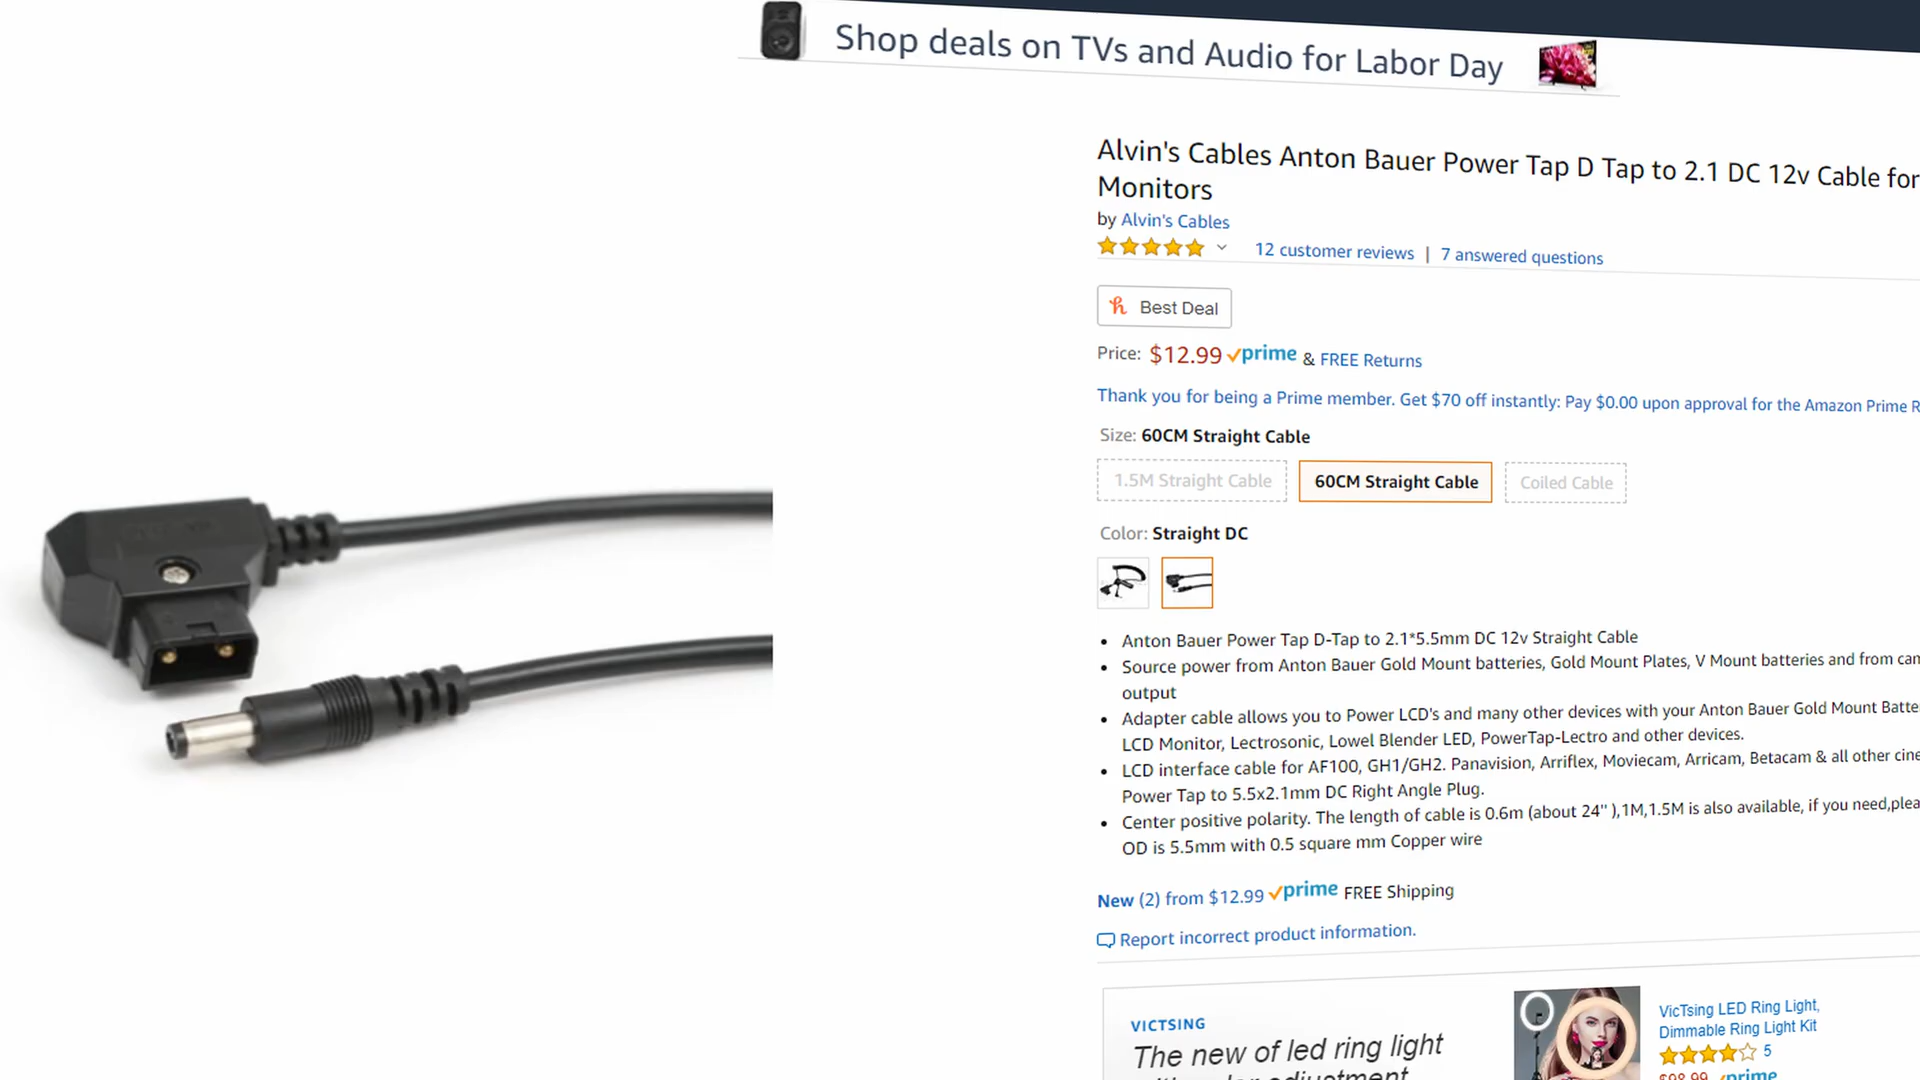 Shop deals on TVs and Audio for Labor Day
Alvin's Cables Anton Bauer Power Tap D Tap to 2.1 DC 12v Cable for
Monitors
by Alvin's Cables
12 customer reviews | 7 answered questions
Best Deal
Price: $12.99 prime & FREE Returns
Thank you for being a Prime member. Get $70 off instantly: Pay $0.00 upon approval for the Amazon Prime R
Size: 60CM Straight Cable
1.5M Straight Cable
60CM Straight Cable
Coiled Cable
Color: Straight DC
Anton Bauer Power Tap D-Tap to 2.1*5.5mm DC 12v Straight Cable
Source power from Anton Bauer Gold Mount batteries, Gold Mount Plates, V Mount batteries and from cam
output
Adapter cable allows you to Power LCD's and many other devices with your Anton Bauer Gold Mount Batte
LCD Monitor, Lectrosonic, Lowel Blender LED, PowerTap-Lectro and other devices.
LCD interface cable for AF100, GH1/GH2. Panavision, Arriflex, Moviecam, Arricam, Betacam & all other cine
Power Tap to 5.5x2.1mm DC Right Angle Plug.
Center positive polarity. The length of cable is 0.6m (about 24'' ),1M,1.5M is also available, if you need,plea
OD is 5.5mm with 0.5 square mm Copper wire
New (2) from $12.99 prime FREE Shipping
Report incorrect product information.
VICTSING
The new of led ring light
VicTsing LED Ring Light,
Dimmable Ring Light Kit
5
$98.99 prime